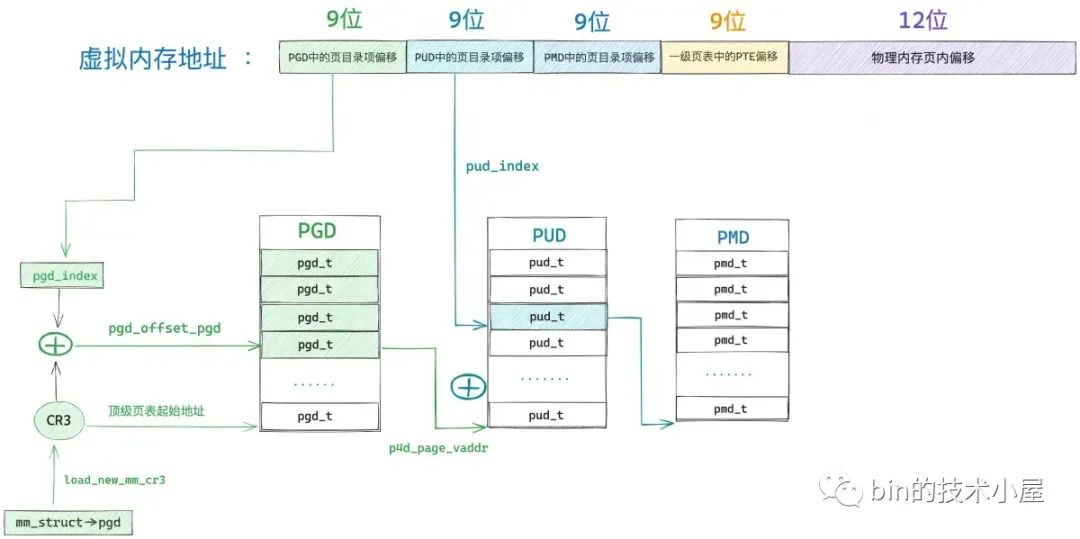 9位 9位 9位 9位 12位
虚拟内存地址 : PGD中的页目录项偏移 PUD中的页目录项偏移 PMD中的页目录项偏移 一级页表中的PTE偏移 物理内存页内偏移
pud_index
PGD PUD PMD
pgd_t pud_t pmd_t
pgd_index pgd_t pud_t pmd_t
pgd_t pud_t pmd_t
pgd_offset_pgd pgd_t pud_t pmd_t
...... ....... .......
CR3 顶级页表起始地址 pgd_t pud_t pmd_t
p4d_page_vaddr
load_new_mm_cr3
bin的技术小屋
mm_struct→pgd